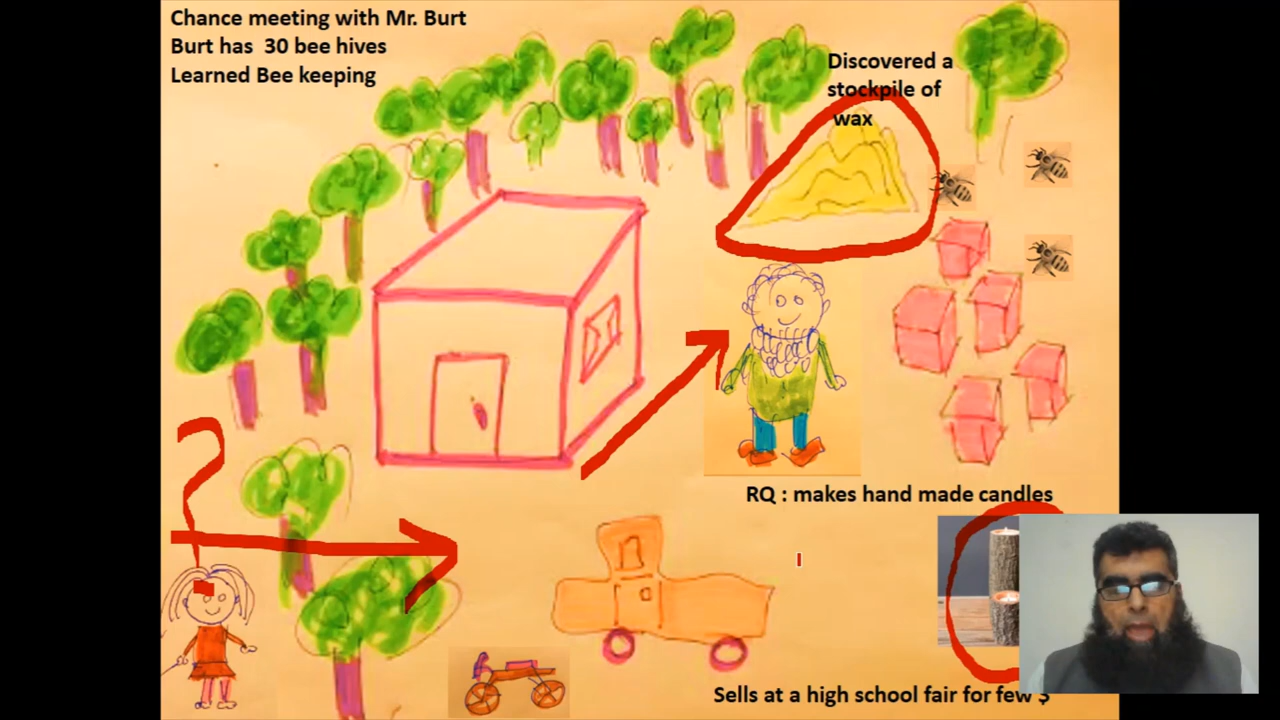 Chance meeting with Mr. Burt
Burt has 30 bee hives
Learned Bee keeping
Discovered a
stockpile of
wax
RQ : makes hand made candles
Sells at a high school fair for few $